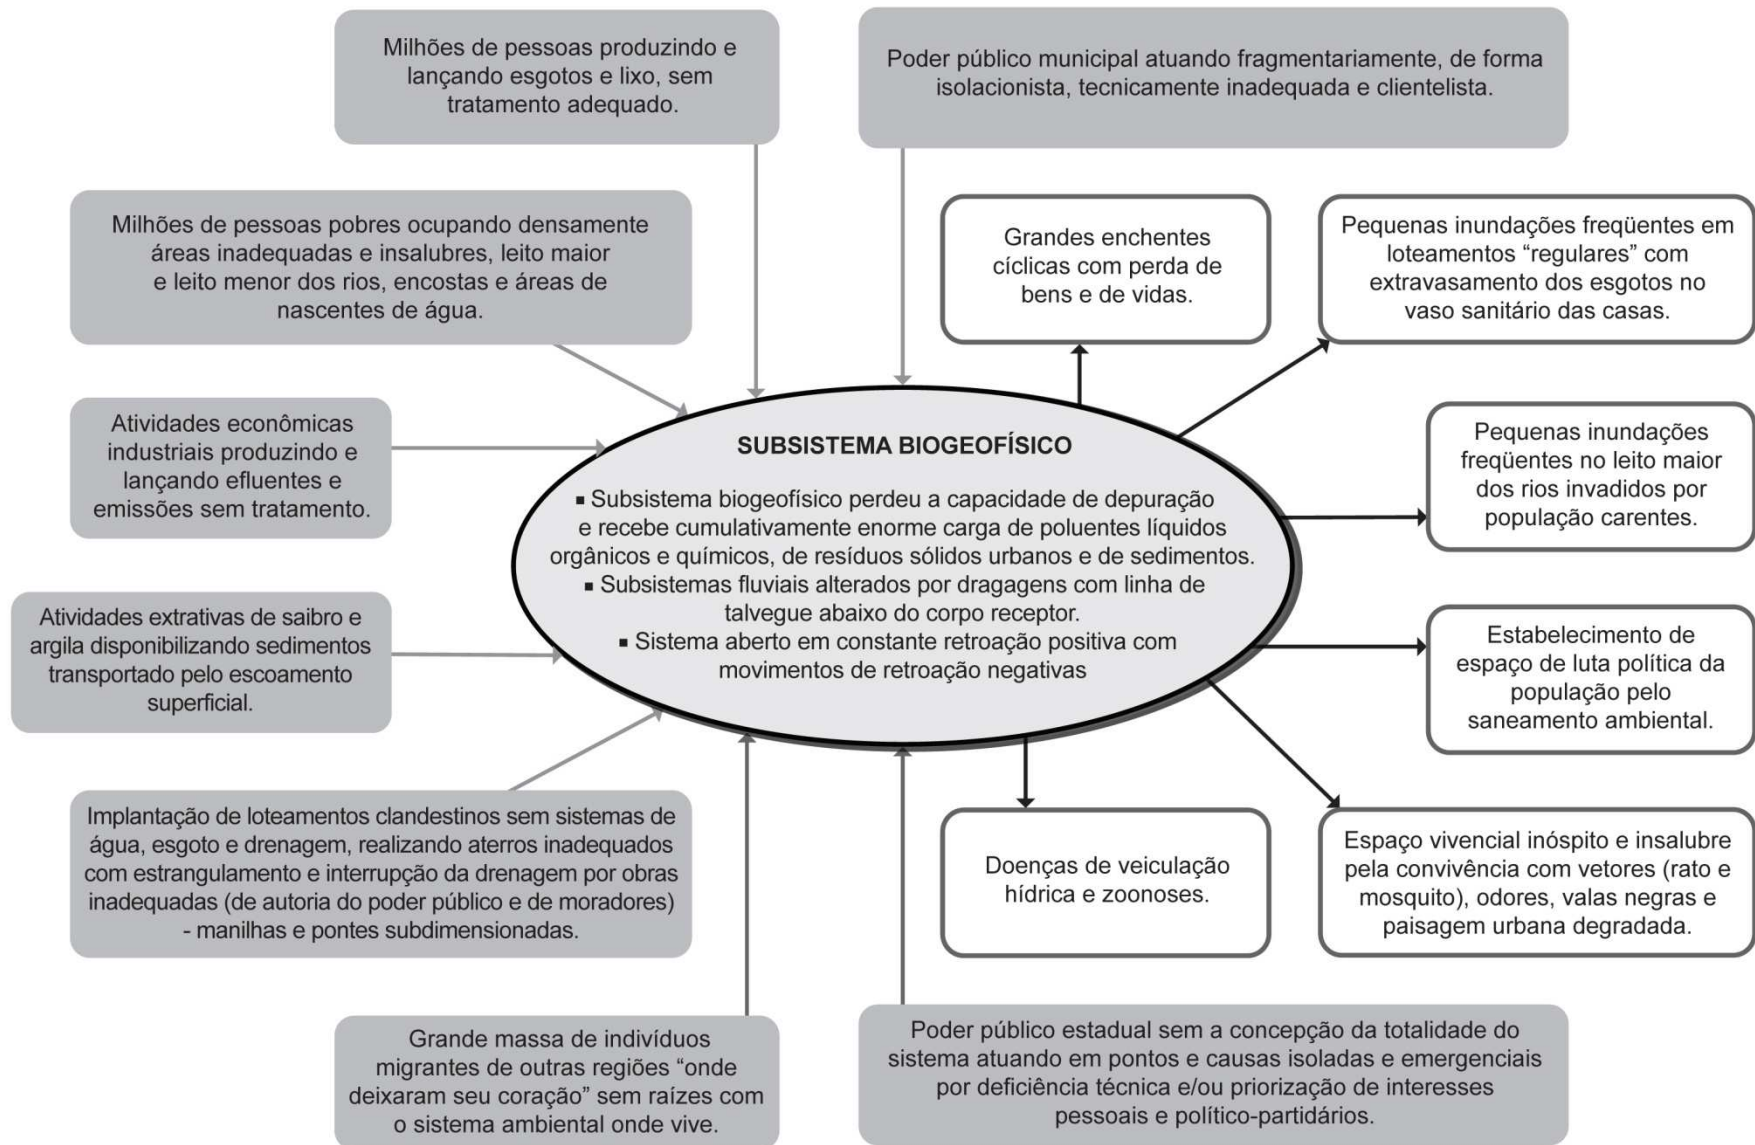 Milhões de pessoas produzindo e
lançando esgotos e lixo, sem
tratamento adequado.
Poder público municipal atuando fragmentariamente, de forma
isolacionista, tecnicamente inadequada e clientelista.
Milhões de pessoas pobres ocupando densamente
áreas inadequadas e insalubres, leito maior
e leito menor dos rios, encostas e áreas de
nascentes de água.
Grandes enchentes
cíclicas com perda de
bens e de vidas.
Pequenas inundações freqüentes em
loteamentos “regulares” com
extravasamento dos esgotos no
vaso sanitário das casas.
Atividades econômicas
industriais produzindo e
lançando efluentes e
emissões sem tratamento.
SUBSISTEMA BIOGEOFÍSICO
▪ Subsistema biogeofísico perdeu a capacidade de depuração
e recebe cumulativamente enorme carga de poluentes líquidos
orgânicos e químicos, de resíduos sólidos urbanos e de sedimentos.
▪ Subsistemas fluviais alterados por dragagens com linha de
talvegue abaixo do corpo receptor.
▪ Sistema aberto em constante retroação positiva com
movimentos de retroação negativas
Pequenas inundações
freqüentes no leito maior
dos rios invadidos por
população carentes.
Atividades extrativas de saibro e
argila disponibilizando sedimentos
transportado pelo escoamento
superficial.
Estabelecimento de
espaço de luta política da
população pelo
saneamento ambiental.
Implantação de loteamentos clandestinos sem sistemas de
água, esgoto e drenagem, realizando aterros inadequados
com estrangulamento e interrupção da drenagem por obras
inadequadas (de autoria do poder público e de moradores)
- manilhas e pontes subdimensionadas.
Doenças de veiculação
hídrica e zoonoses.
Espaço vivencial inóspito e insalubre
pela convivência com vetores (rato e
mosquito), odores, valas negras e
paisagem urbana degradada.
Grande massa de indivíduos
migrantes de outras regiões “onde
deixaram seu coração” sem raízes com
o sistema ambiental onde vive.
Poder público estadual sem a concepção da totalidade do
sistema atuando em pontos e causas isoladas e emergenciais
por deficiência técnica e/ou priorização de interesses
pessoais e político-partidários.